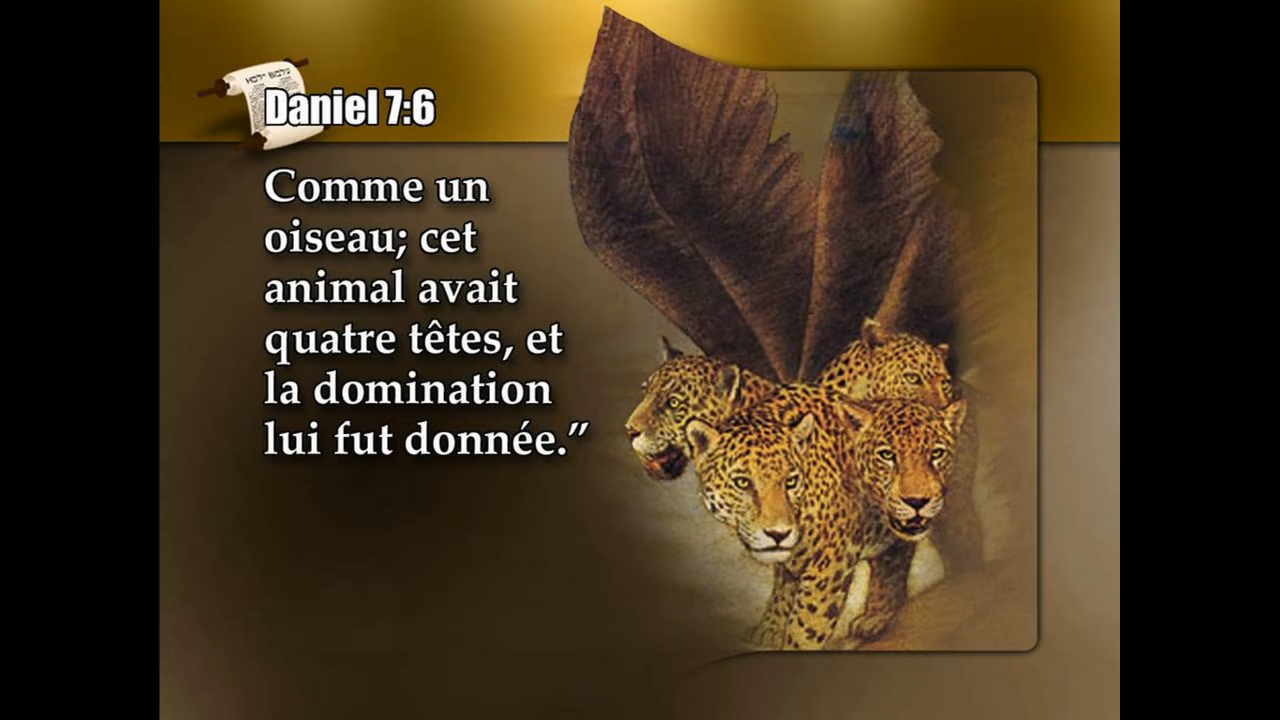 Daniel 7:6
Comme un
oiseau; cet
animal avait
quatre têtes, et
la domination
lui fut donnée.”